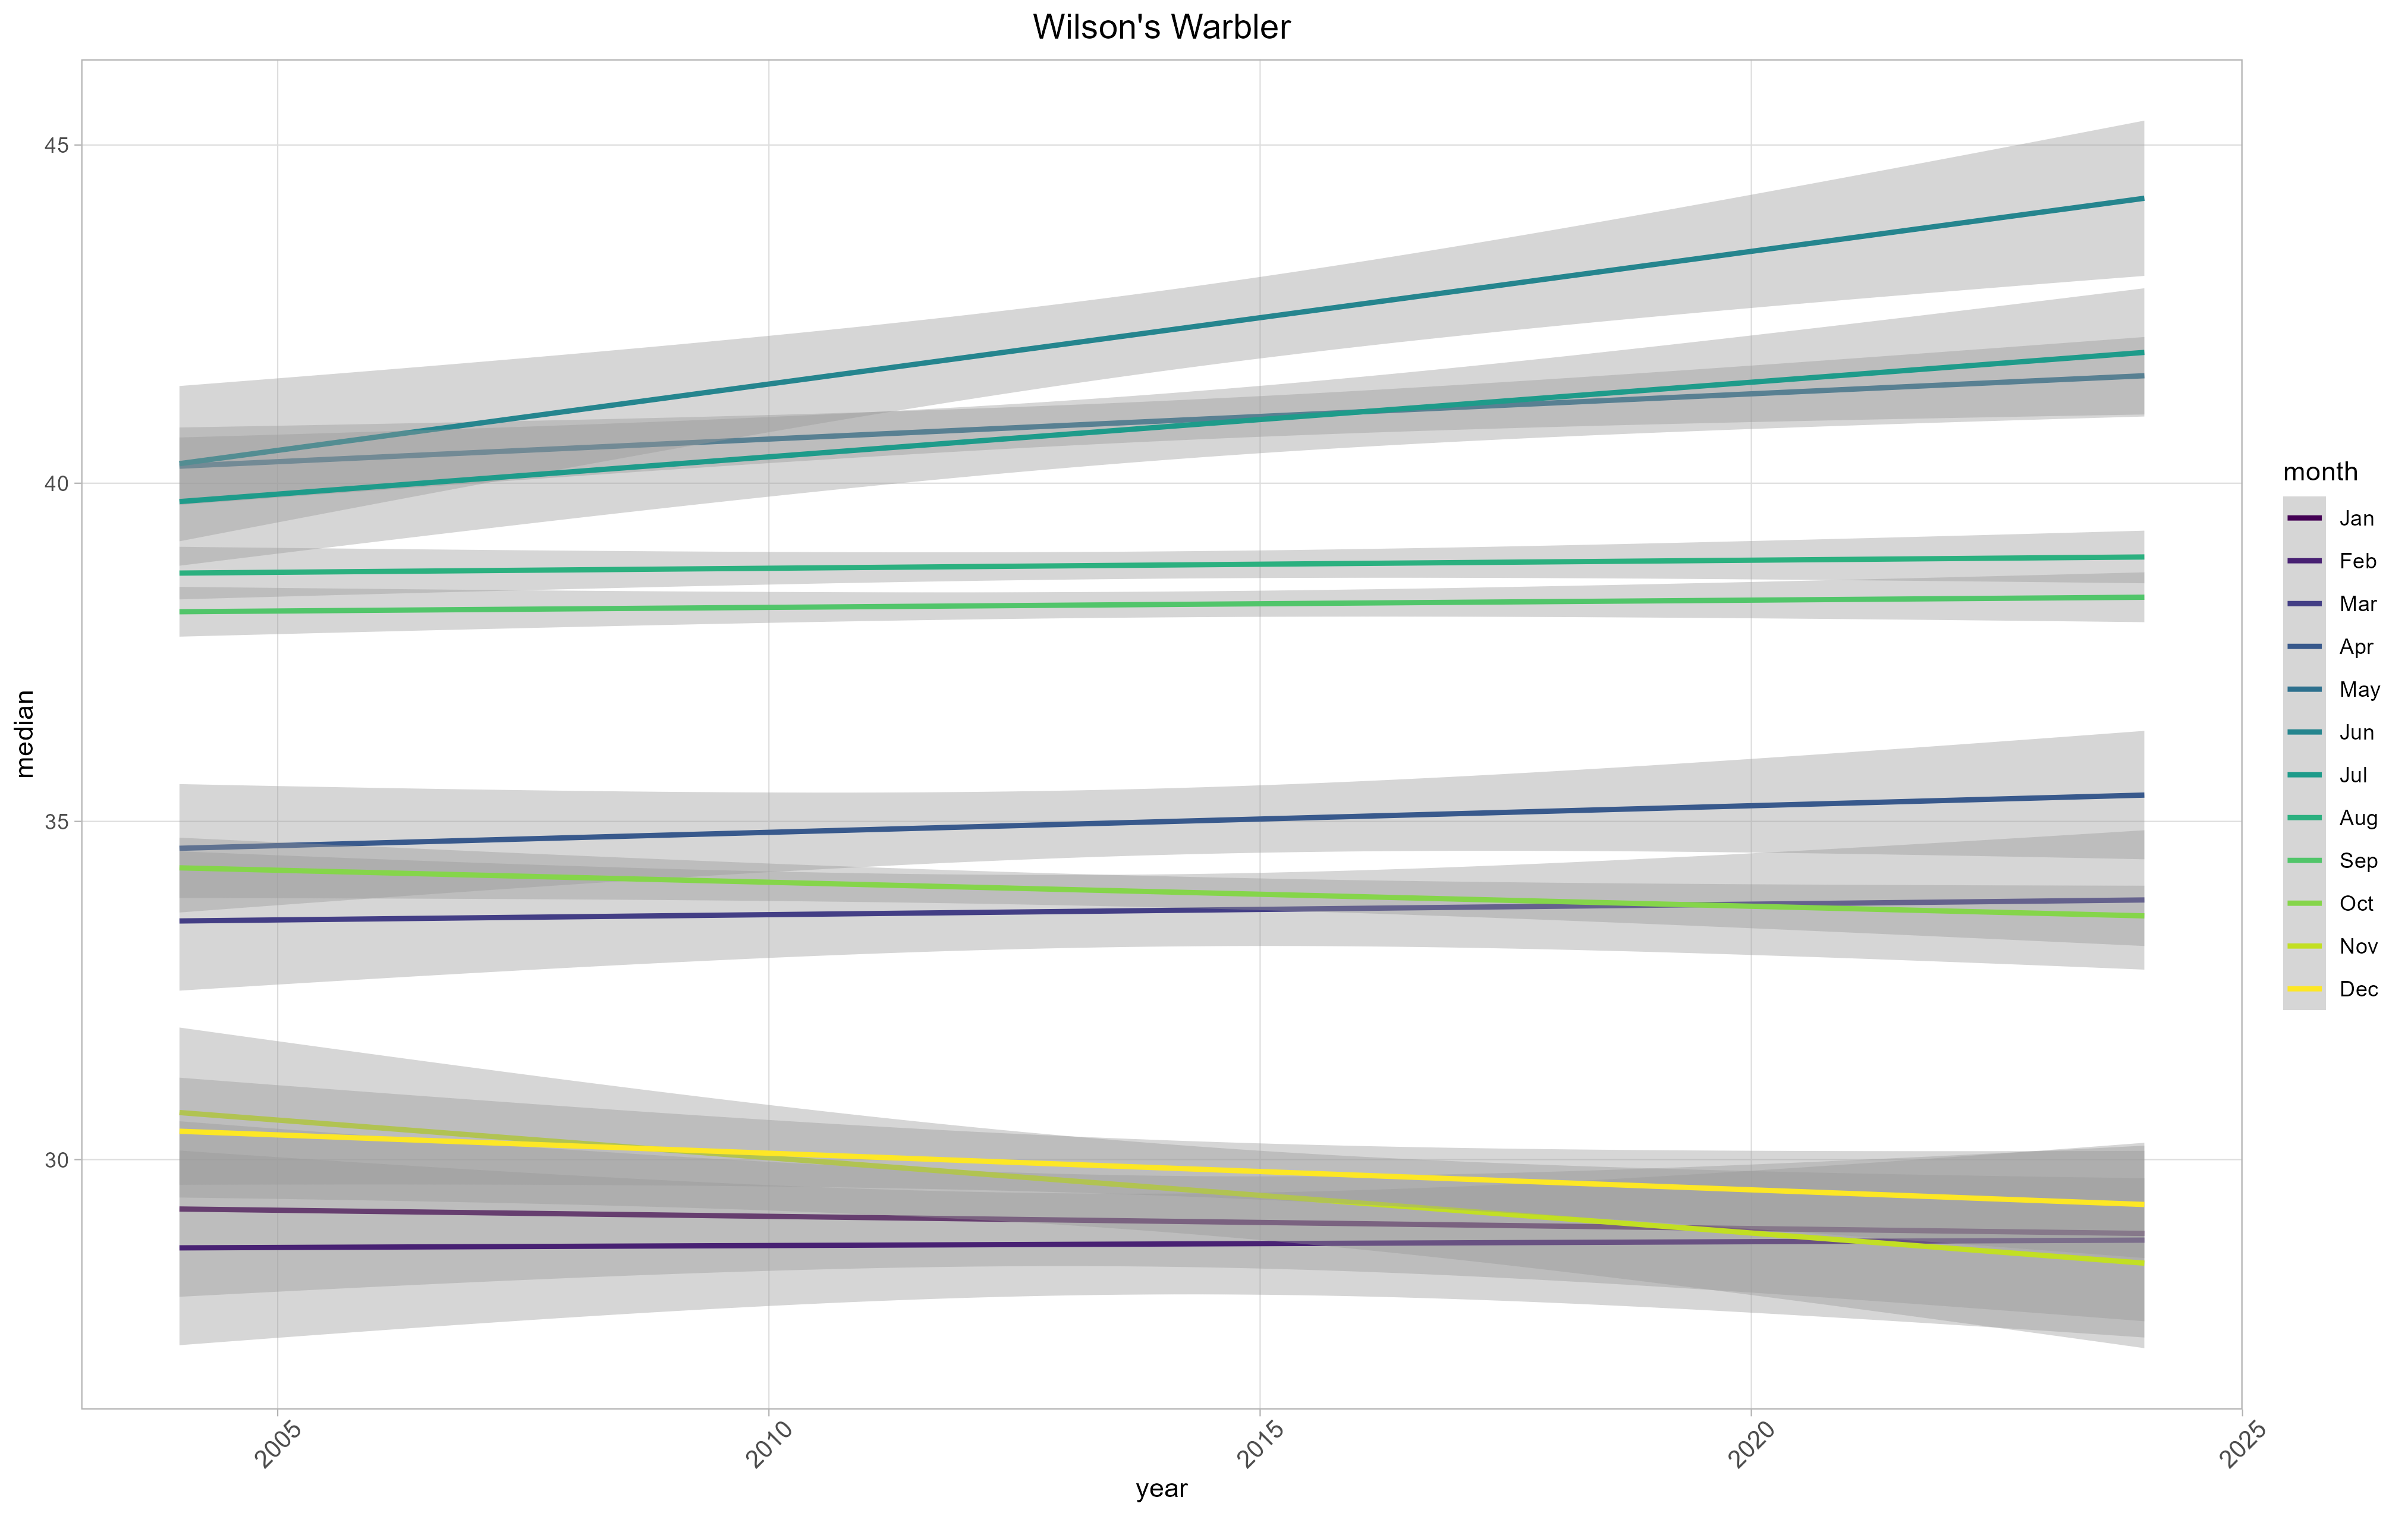 Wilson's Warbler
45
40
35
30
median
2005
2010
2015
2020
2025
year
month
Jan
Feb
Mar
Apr
May
Jun
Jul
Aug
Sep
Oct
Nov
Dec